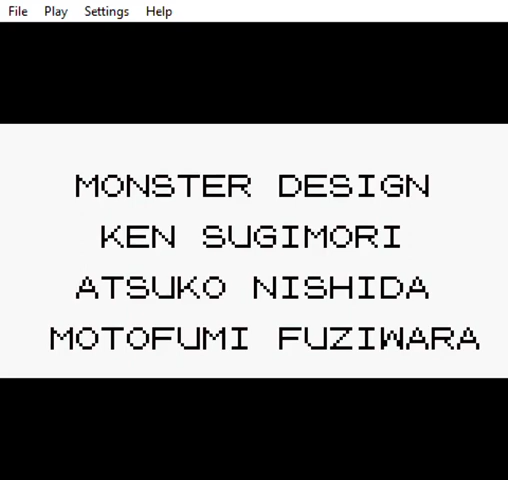 File Play Settings Help
MONSTER DESIGN
KEN SUGIMORI
ATSUKO NISHIDA
MOTOFUMI FUZIWARA